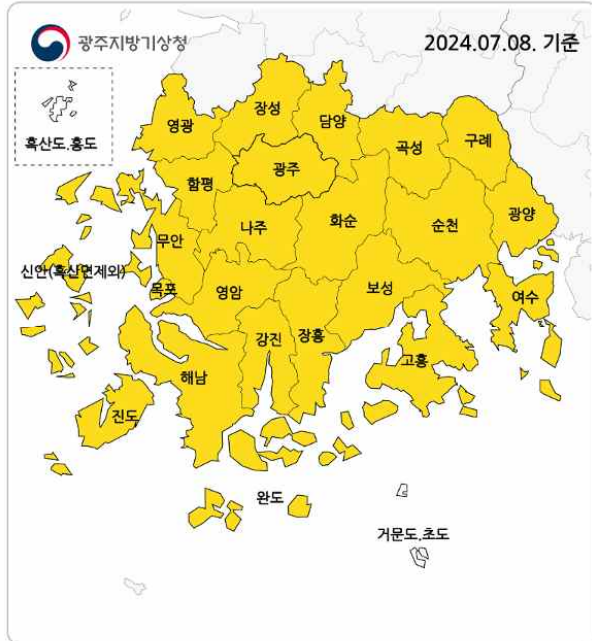 광주지방기상청
2024.07.08. 기준
흑산도.홍도
영광
장성
담양
곡성
구례
함평
광주
나주
화순
순천
광양
무안
신안(흑산면제외)
목포
영암
보성
여수
강진
장흥
고흥
해남
진도
완도
거문도.초도